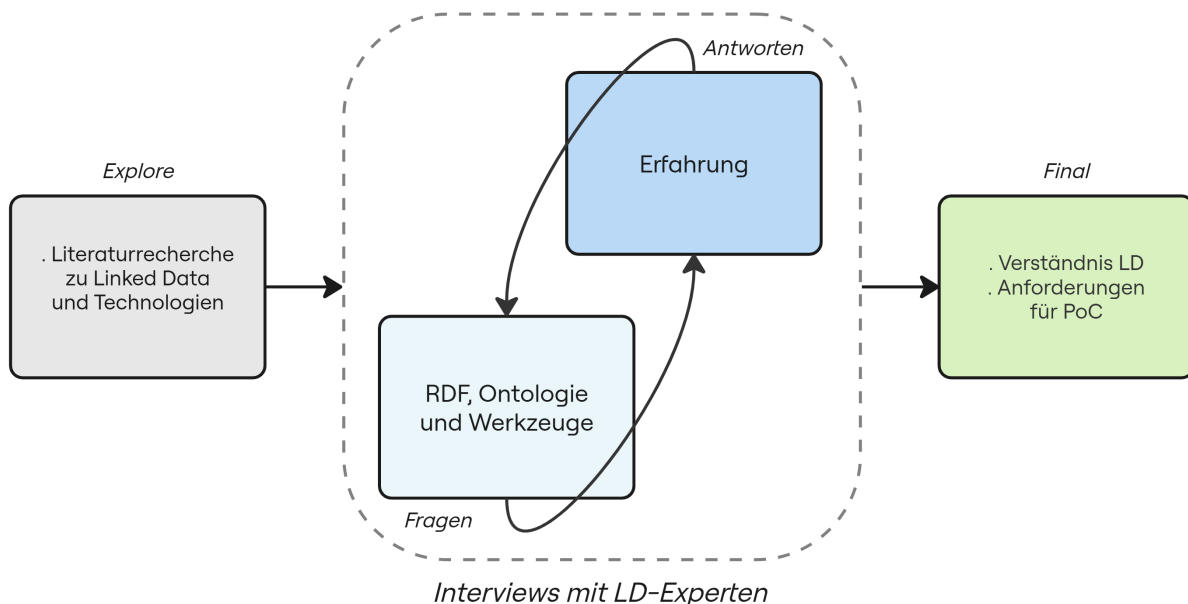 Explore
. Literaturrecherche
zu Linked Data
und Technologien
Antworten
Erfahrung
RDF, Ontologie
und Werkzeuge
Fragen
Interviews mit LD-Experten
Final
. Verständnis LD
. Anforderungen
für PoC